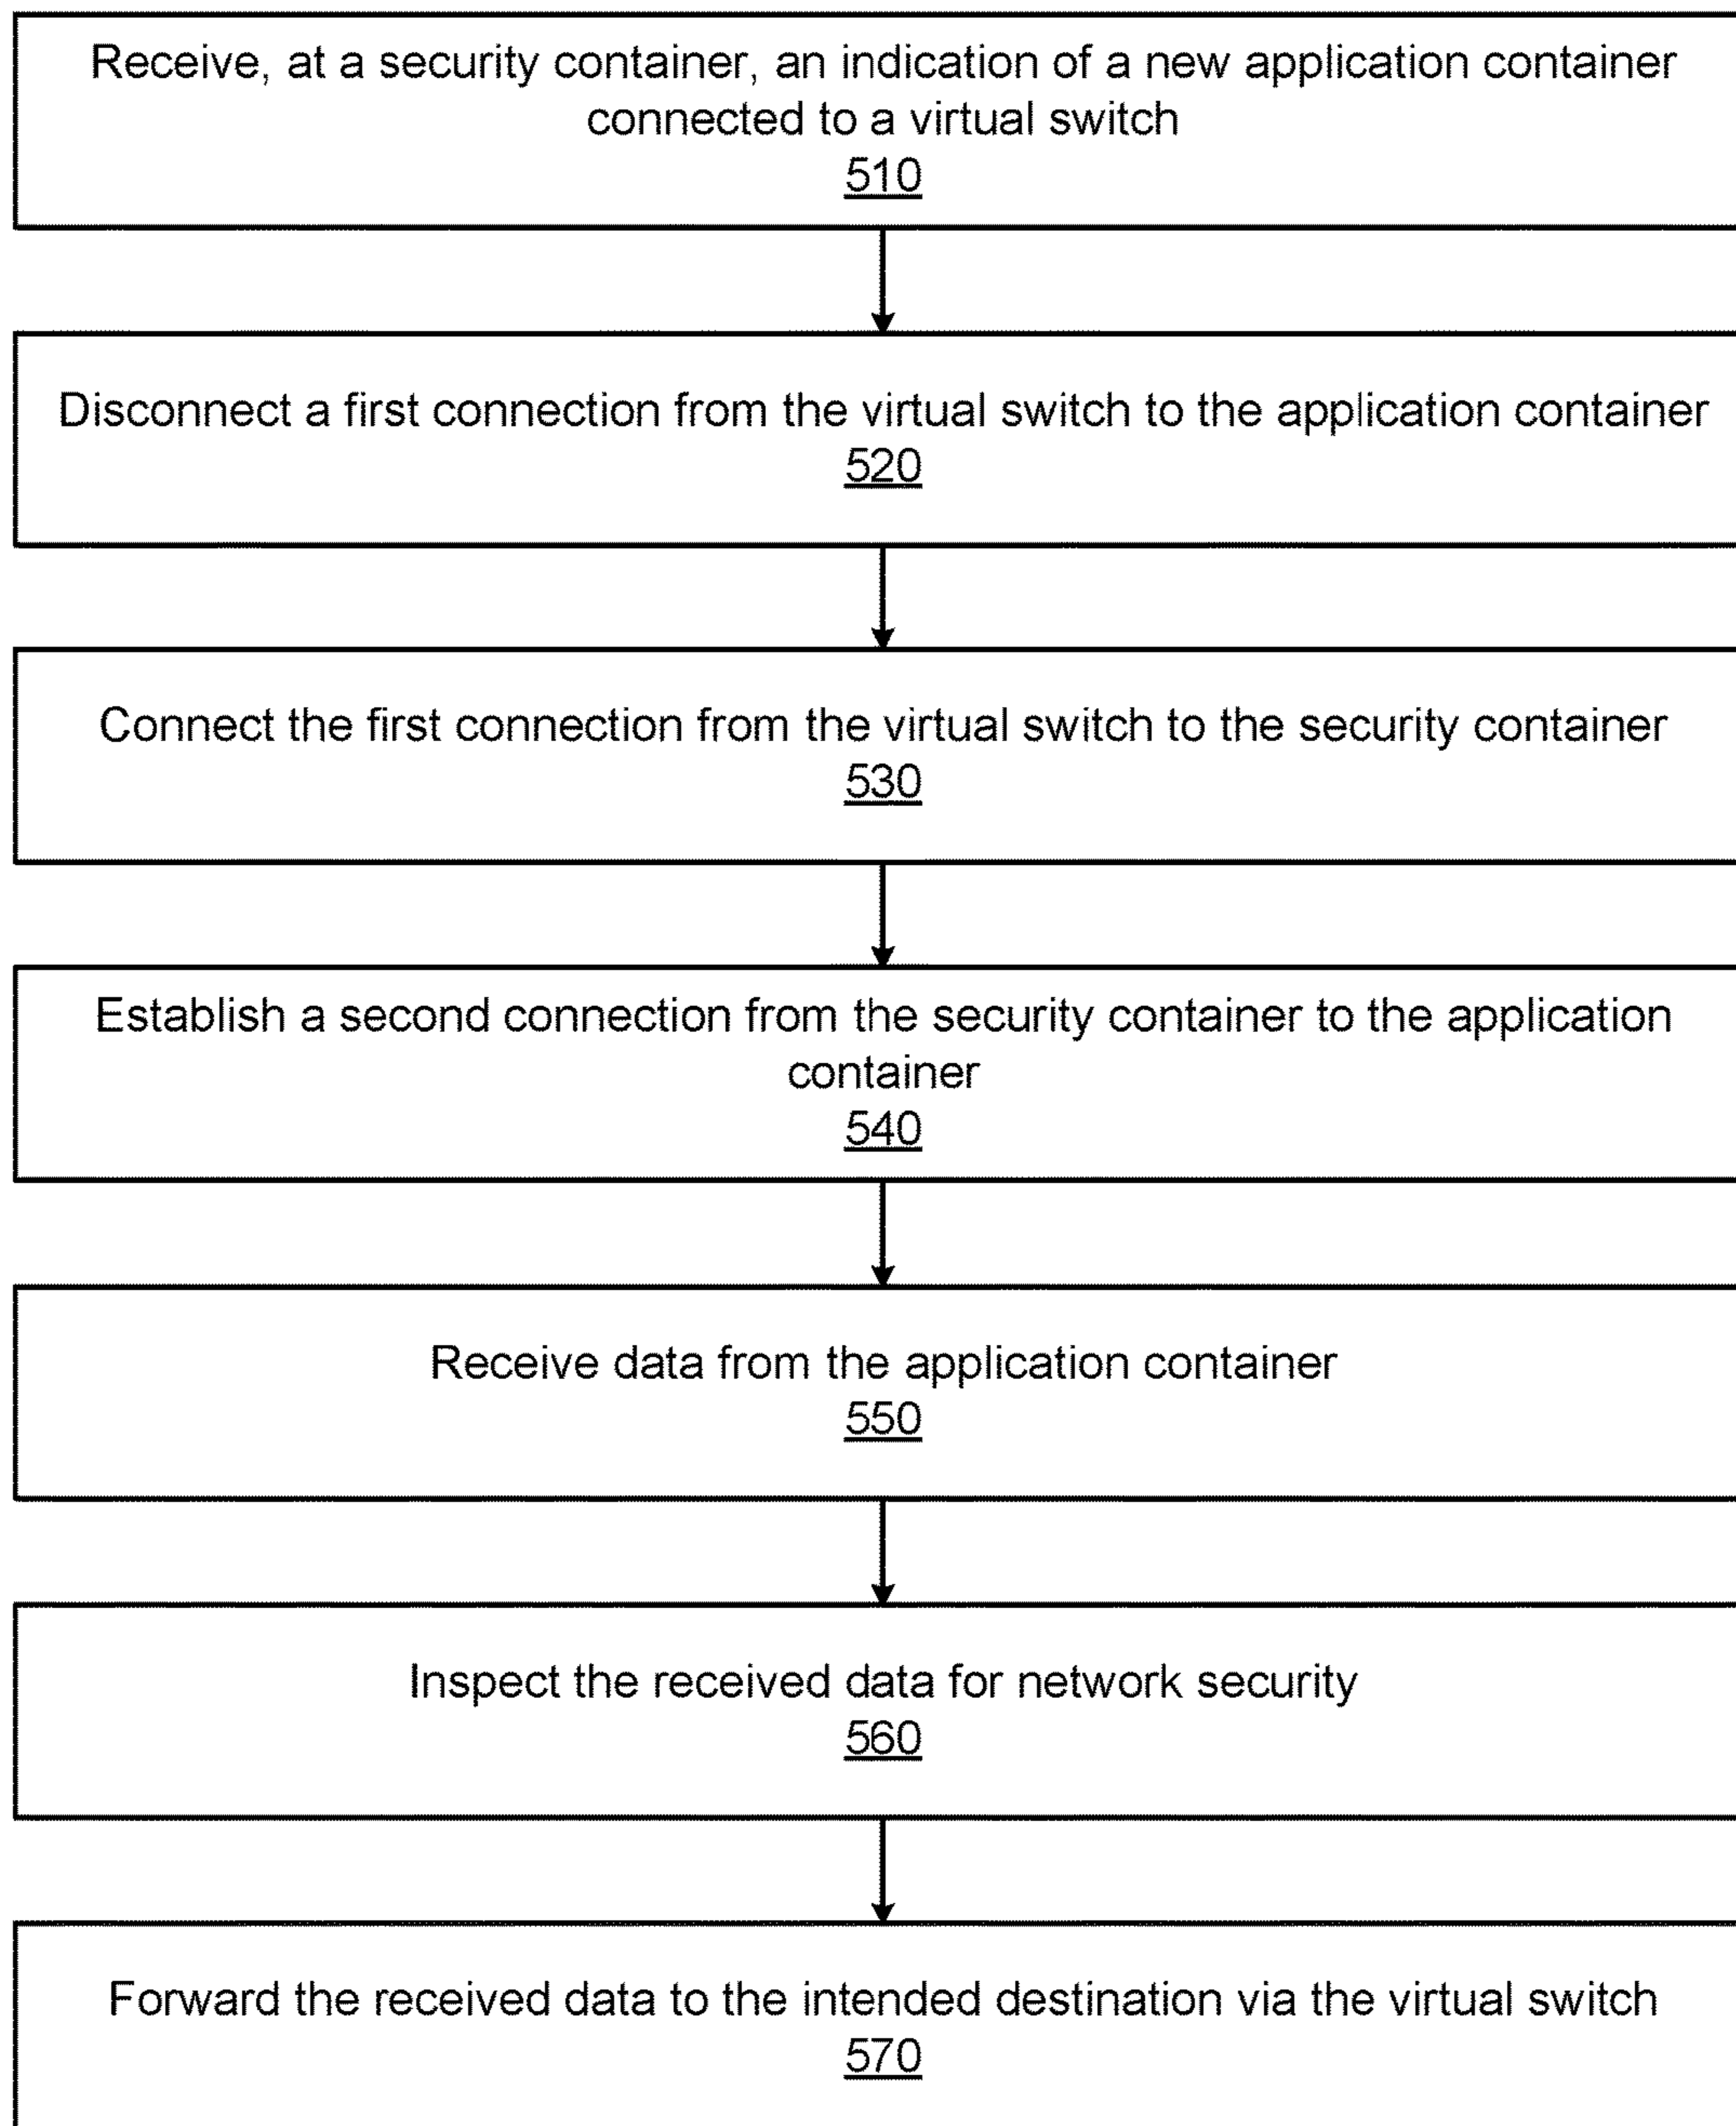 Receive, at a security container, an indication of a new application container
connected to a virtual switch
510
Disconnect a first connection from the virtual switch to the application container
520
Connect the first connection from the virtual switch to the security container
530
Establish a second connection from the security container to the application
container
540
Receive data from the application container
550
Inspect the received data for network security
560
Forward the received data to the intended destination via the virtual switch
570